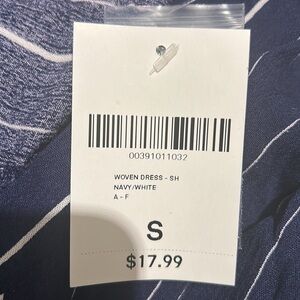 00391011032
WOVEN DRESS - SH
NAVY/WHITE
A - F
S
$17.99